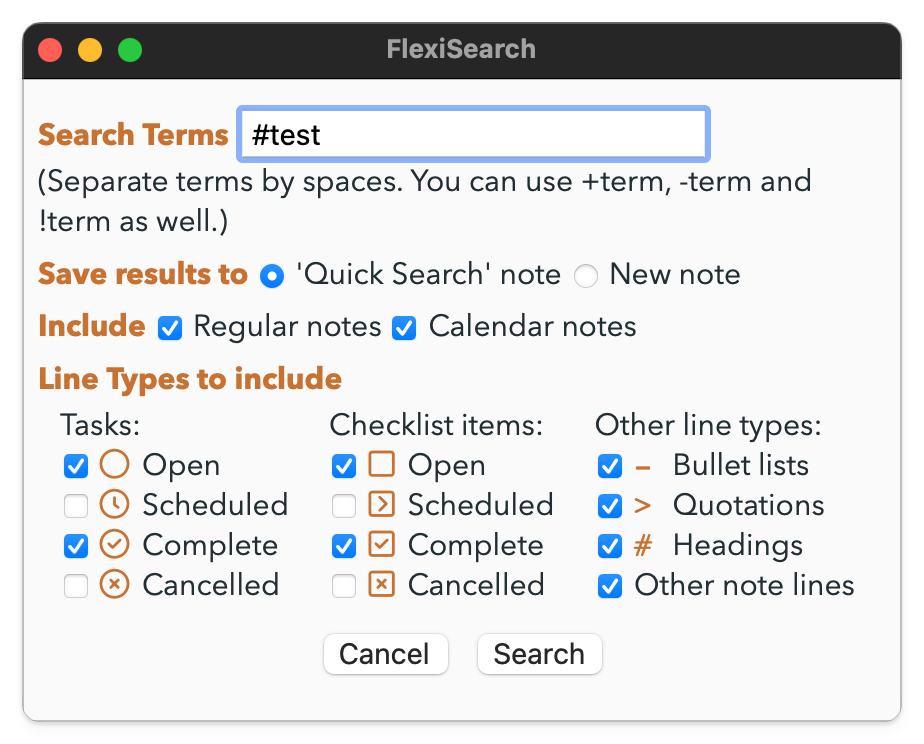 FlexiSearch
Search Terms #test
(Separate terms by spaces. You can use +term, -term and
!term as well.)
Save results to 'Quick Search' note New note
Include Regular notes Calendar notes
Line Types to include
Tasks: Checklist items: Other line types:
Open Open – Bullet lists
Scheduled Scheduled > Quotations
Complete Complete # Headings
Cancelled Cancelled Other note lines
Cancel Search